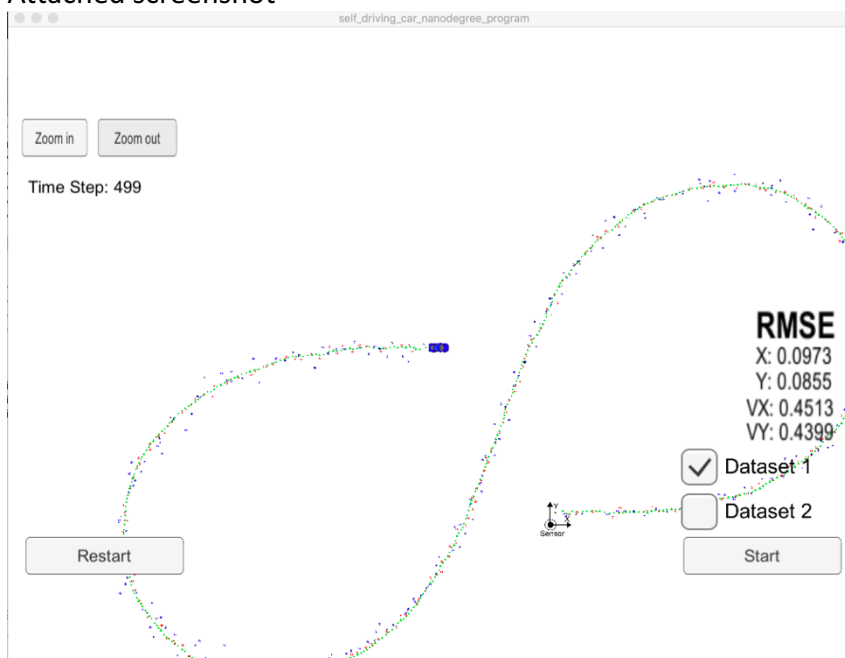 Attached screenshot
self_driving_car_nanodegree_program
Zoom in
Zoom out
Time Step: 499
RMSE
X: 0.0973
Y: 0.0855
VX: 0.4513
VY: 0.4399
Dataset 1
Y
X
Sensor
Dataset 2
Restart
Start